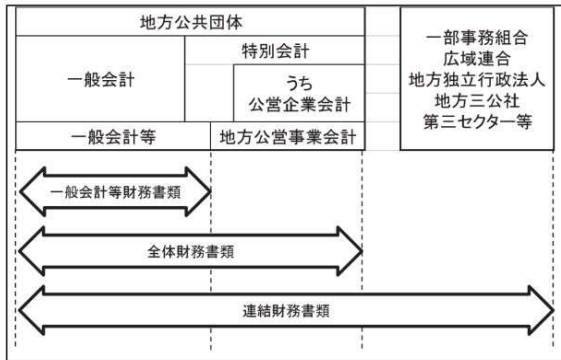 地方公共団体
一般会計
特別会計
うち
公営企業会計
一般会計等
地方公営事業会計
一部事務組合
広域連合
地方独立行政法人
地方三公社
第三セクター等
一般会計等財務書類
全体財務書類
連結財務書類